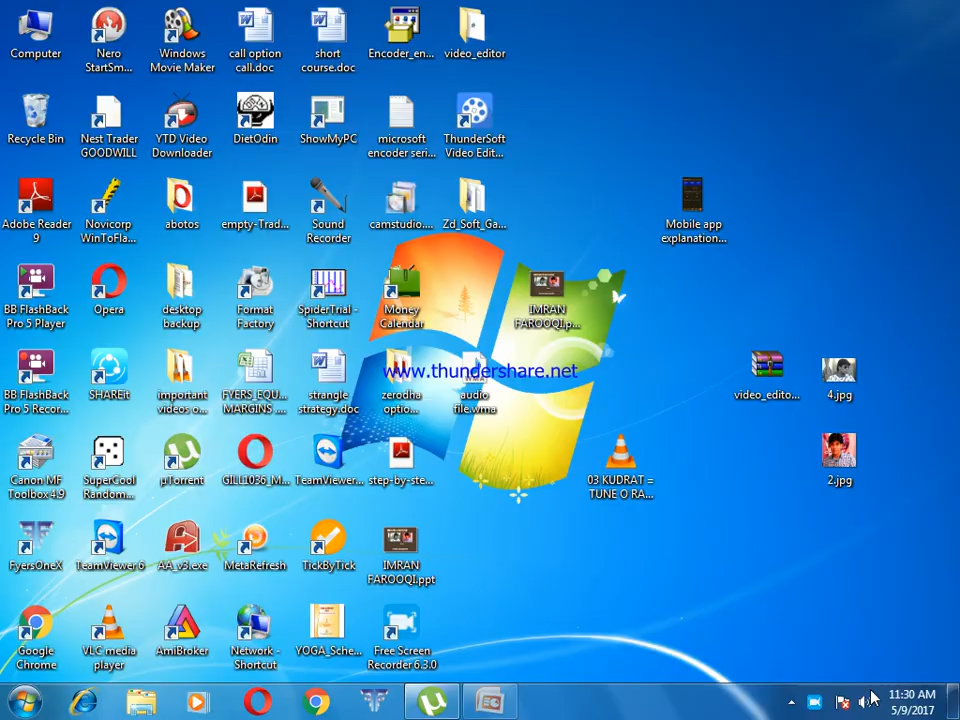 Computer
Nero
StartSm...
Windows
Movie Maker
call option
call.doc
short
course.doc
Encoder_en...
video_editor
Recycle Bin
Nest Trader
GOODWILL
YTD Video
Downloader
DietOdin
ShowMyPC
microsoft
encoder seri...
ThunderSoft
Video Edit...
Adobe Reader
9
Novicorp
WinToFla...
abotos
empty-Trad...
Sound
Recorder
camstudio....
Zd_Soft_Ga...
Mobile app
explanation...
BB FlashBack
Pro 5 Player
Opera
desktop
backup
Format
Factory
SpiderTrial -
Shortcut
Money
Calendar
IMRAN
FAROOQI.p...
www.thundershare.net
BB FlashBack
Pro 5 Recor...
SHAREit
important
videos o...
FYERS_EQU...
MARGINS ...
strangle
strategy.doc
zerodha
optio...
audio
file.wma
WMA
video_edito...
4.jpg
Canon MF
Toolbox 4.9
SuperCool
Random...
µTorrent
GILL1036_M...
TeamViewer...
step-by-ste...
03 KUDRAT =
TUNE O RA...
2.jpg
FyersOneX
TeamViewer 6
AA_v3.exe
MetaRefresh
TickByTick
IMRAN
FAROOQI.ppt
Google
Chrome
VLC media
player
AmiBroker
Network -
Shortcut
YOGA_Sche...
Free Screen
Recorder 6.3.0
11:30 AM
5/9/2017